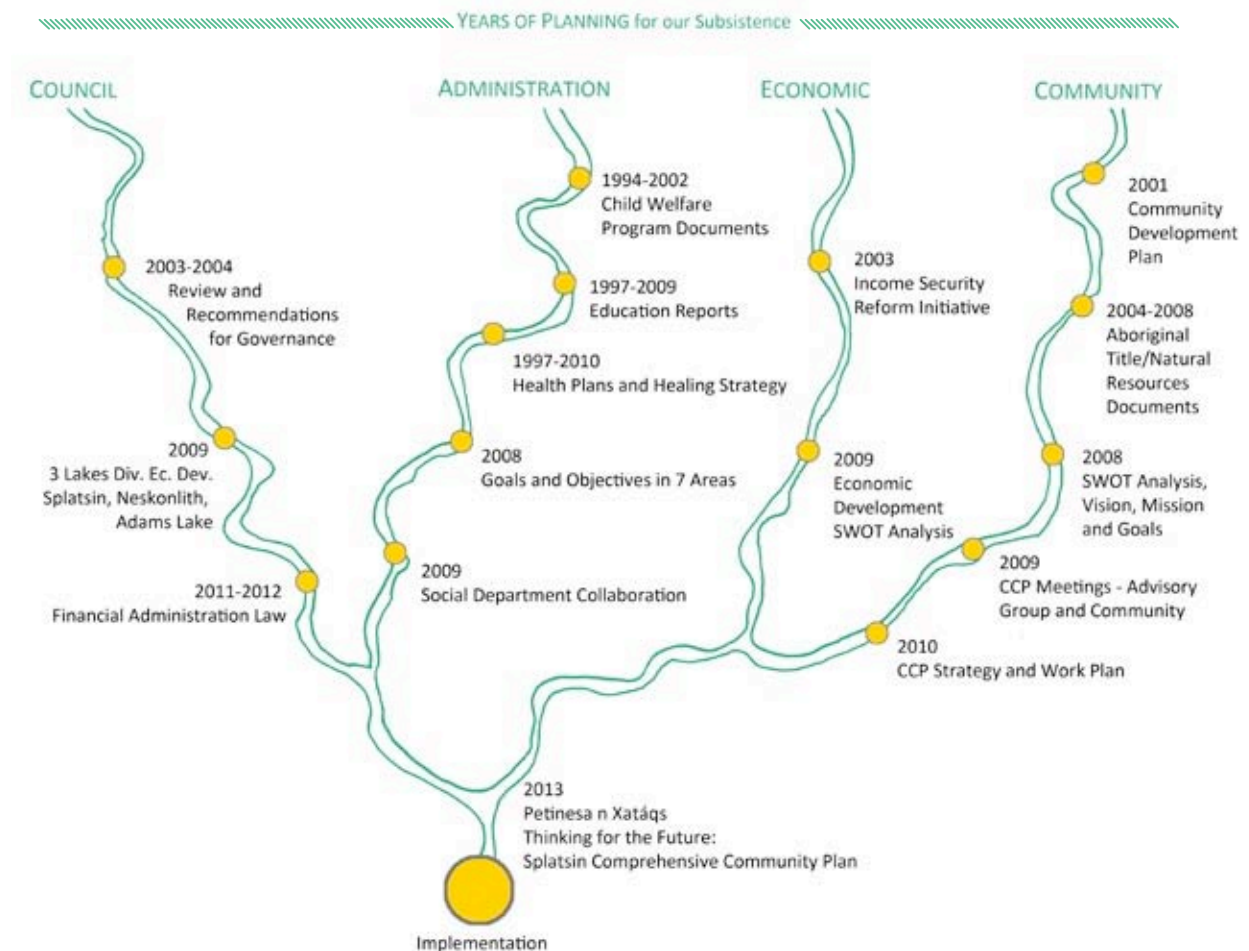 YEARS OF PLANNING for our Subsistence
COUNCIL
2003-2004
Review and
Recommendations
for Governance
2009
3 Lakes Div. Ec. Dev.
Splatsin, Neskonlith,
Adams Lake
2011-2012
Financial Administration Law
ADMINISTRATION
1994-2002
Child Welfare
Program Documents
1997-2009
Education Reports
1997-2010
Health Plans and Healing Strategy
2008
Goals and Objectives in 7 Areas
2009
Social Department Collaboration
ECONOMIC
2003
Income Security
Reform Initiative
2009
Economic
Development
SWOT Analysis
COMMUNITY
2001
Community
Development
Plan
2004-2008
Aboriginal
Title/Natural
Resources
Documents
2008
SWOT Analysis,
Vision, Mission
and Goals
2009
CCP Meetings - Advisory
Group and Community
2010
CCP Strategy and Work Plan
2013
Petinesa n Xatáqs
Thinking for the Future:
Splatsin Comprehensive Community Plan
Implementation